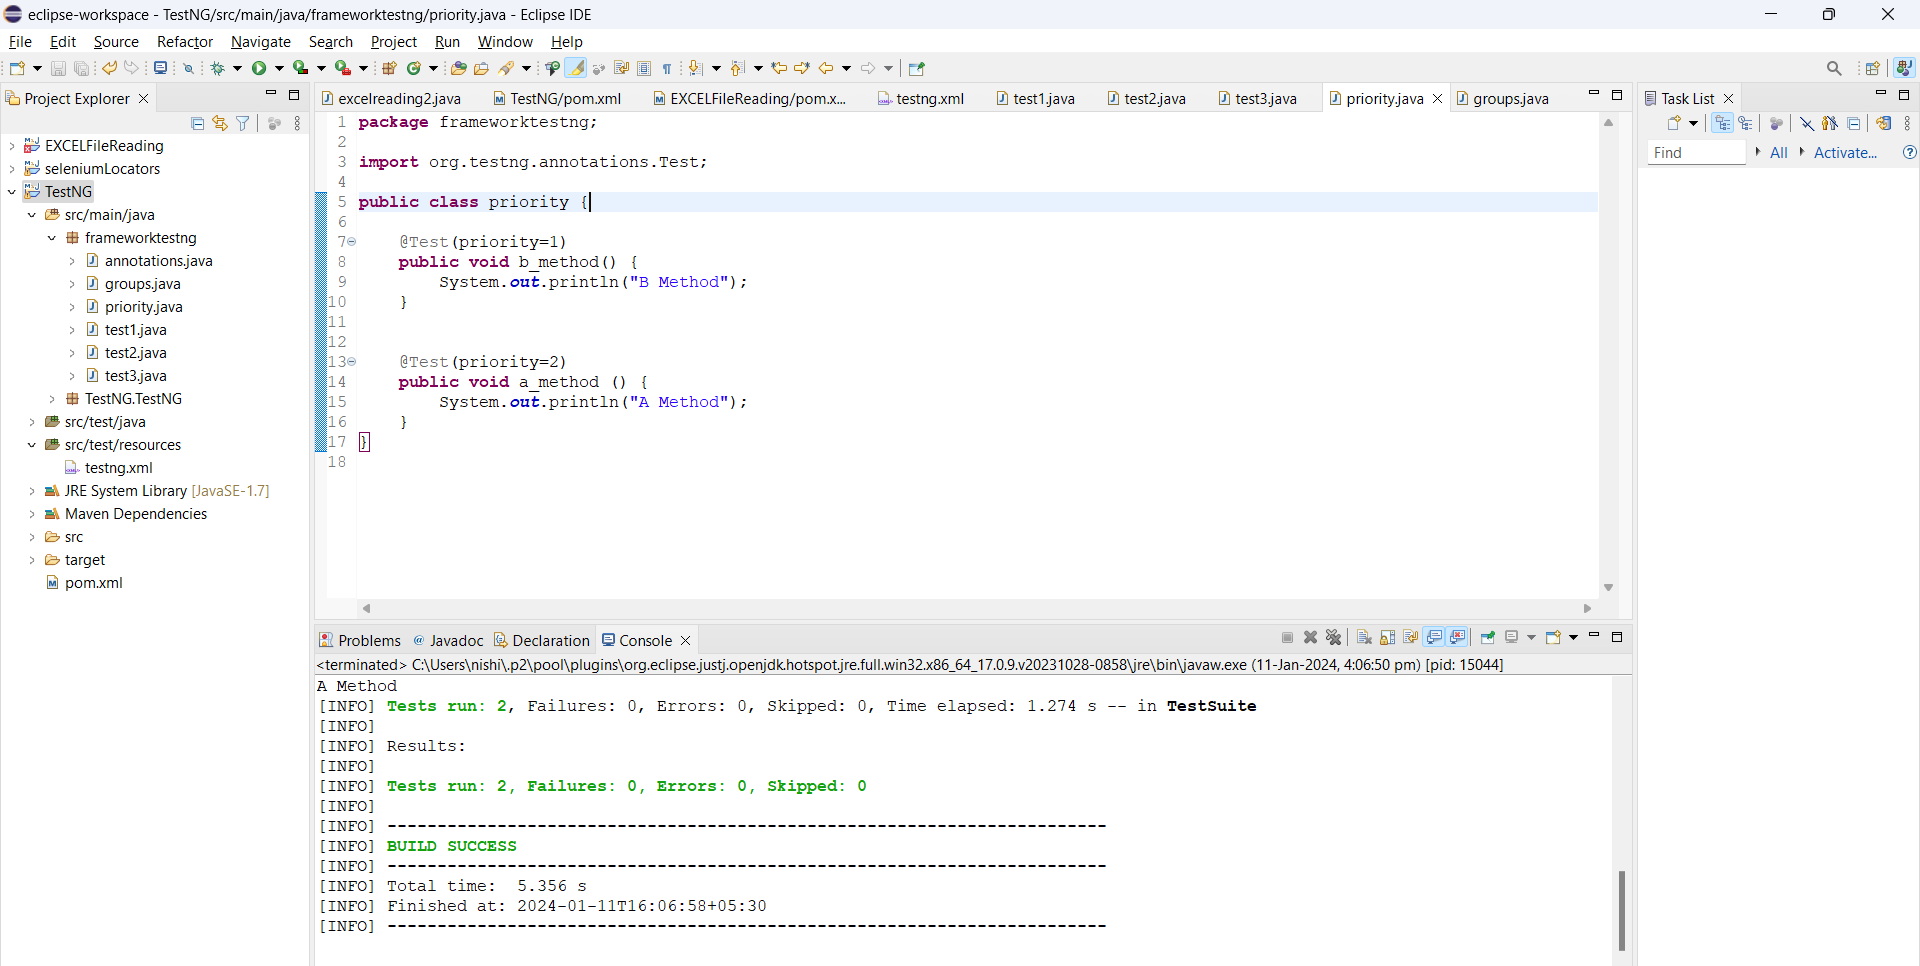 eclipse-workspace - TestNG/src/main/java/frameworktestng/priority.java - Eclipse IDE
File Edit Source Refactor Navigate Search Project Run Window Help
Project Explorer
EXCELFileReading
seleniumLocators
TestNG
src/main/java
frameworktestng
annotations.java
groups.java
priority.java
test1.java
test2.java
test3.java
TestNG.TestNG
src/test/java
src/test/resources
testng.xml
JRE System Library [JavaSE-1.7]
Maven Dependencies
src
target
pom.xml
excelreading2.java TestNG/pom.xml EXCELFileReading/pom.x... testng.xml test1.java test2.java test3.java priority.java groups.java
1 package frameworktestng;
2
3 import org.testng.annotations.Test;
4
5 public class priority {
6
7 @Test(priority=1)
8 public void b_method() {
9 System.out.println("B Method");
10 }
11
12
13 @Test(priority=2)
14 public void a_method () {
15 System.out.println("A Method");
16 }
17 }
18
Problems Javadoc Declaration Console
<terminated> C:\Users\nishi\.p2\pool\plugins\org.eclipse.justj.openjdk.hotspot.jre.full.win32.x86_64_17.0.9.v20231028-0858\jre\bin\javaw.exe (11-Jan-2024, 4:06:50 pm) [pid: 15044]
A Method
[INFO] Tests run: 2, Failures: 0, Errors: 0, Skipped: 0, Time elapsed: 1.274 s -- in TestSuite
[INFO]
[INFO] Results:
[INFO]
[INFO] Tests run: 2, Failures: 0, Errors: 0, Skipped: 0
[INFO]
[INFO] ------------------------------------------------------------------------
[INFO] BUILD SUCCESS
[INFO] ------------------------------------------------------------------------
[INFO] Total time:  5.356 s
[INFO] Finished at: 2024-01-11T16:06:58+05:30
[INFO] ------------------------------------------------------------------------
Task List
Find All Activate...